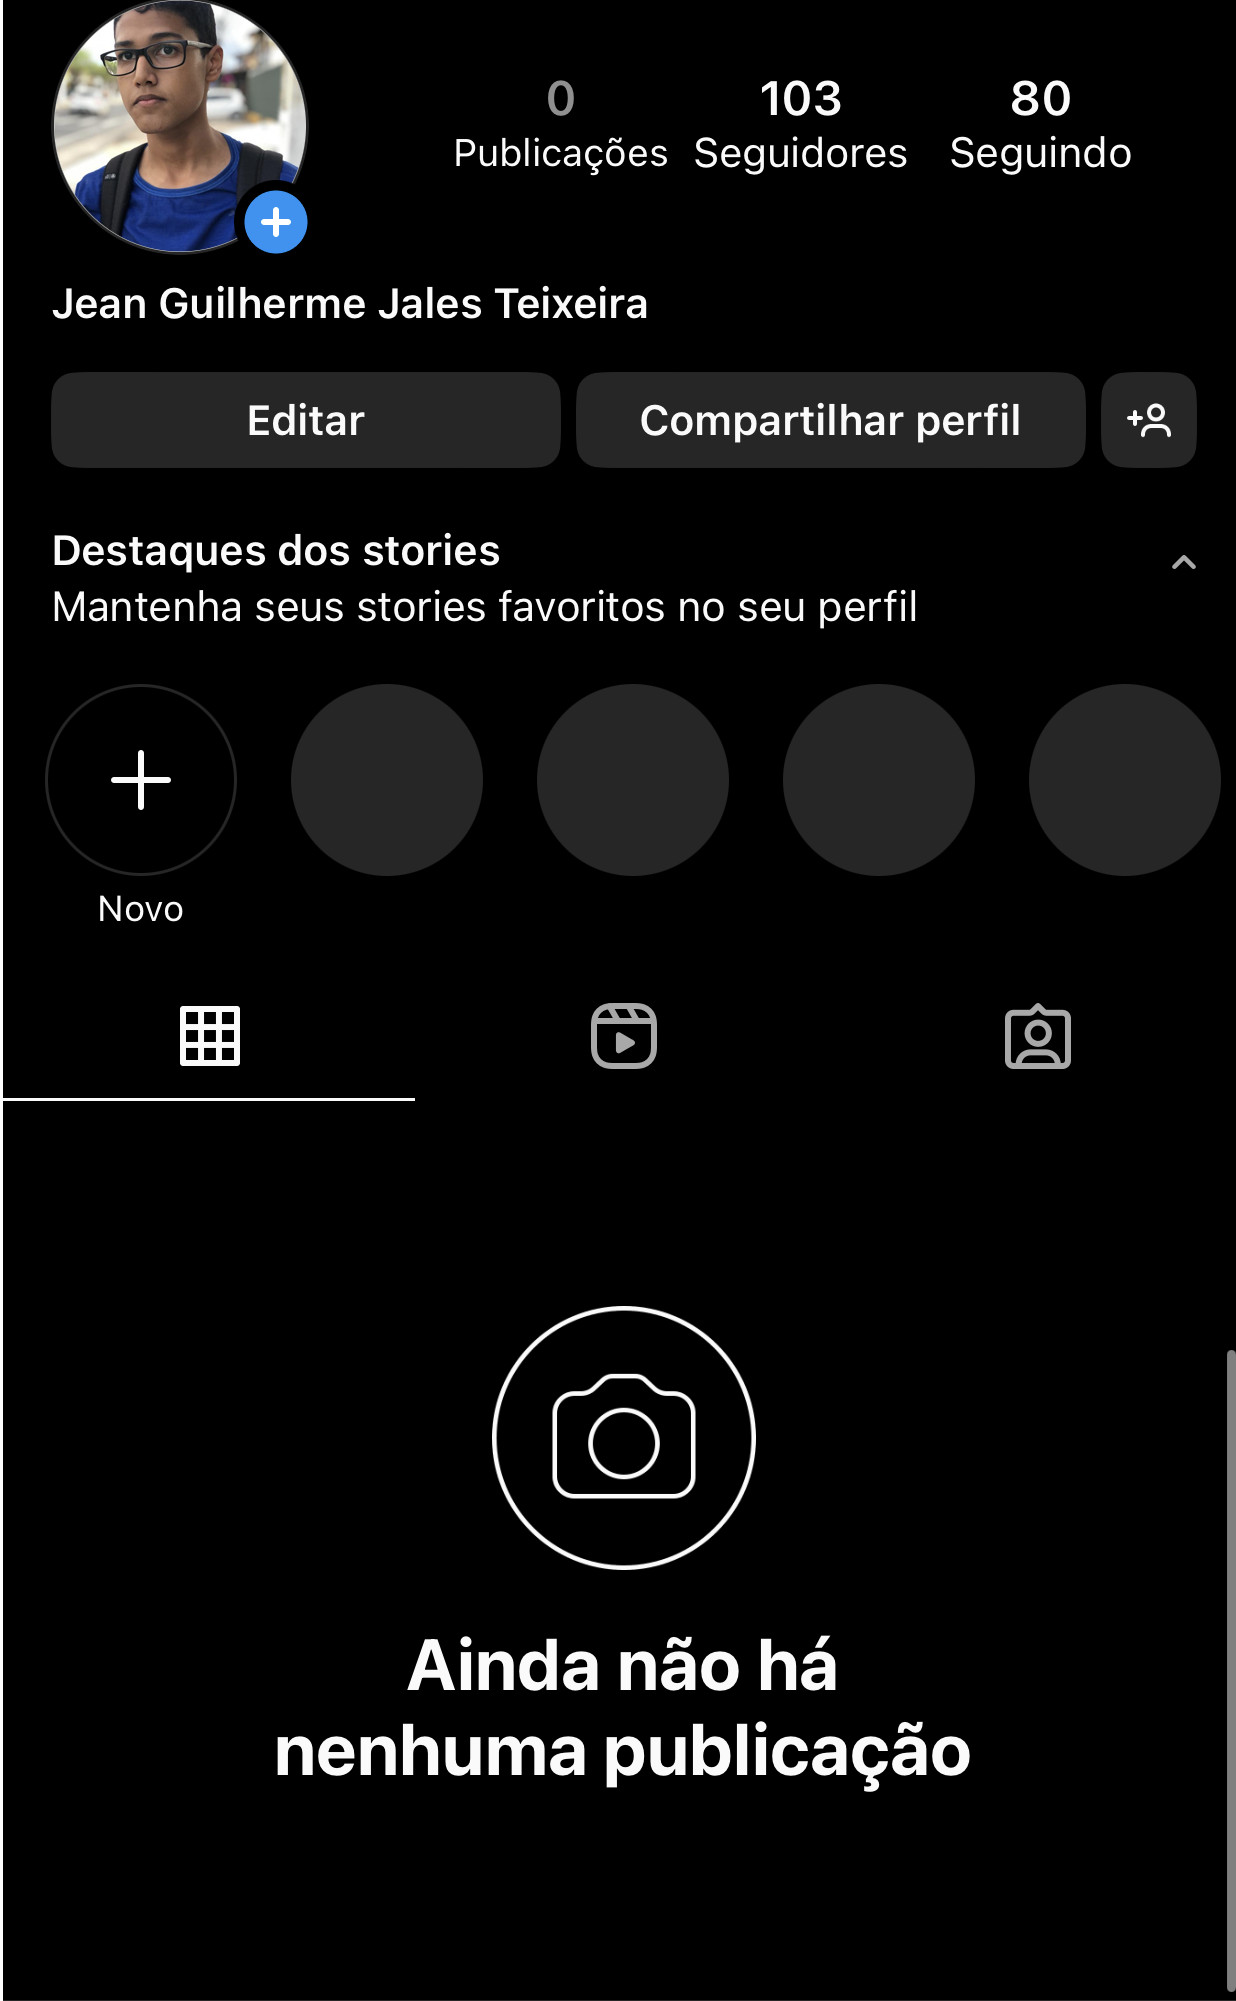 0 103 80
Publicações Seguidores Seguindo
Jean Guilherme Jales Teixeira
Editar Compartilhar perfil
Destaques dos stories
Mantenha seus stories favoritos no seu perfil
Novo
Ainda não há
nenhuma publicação